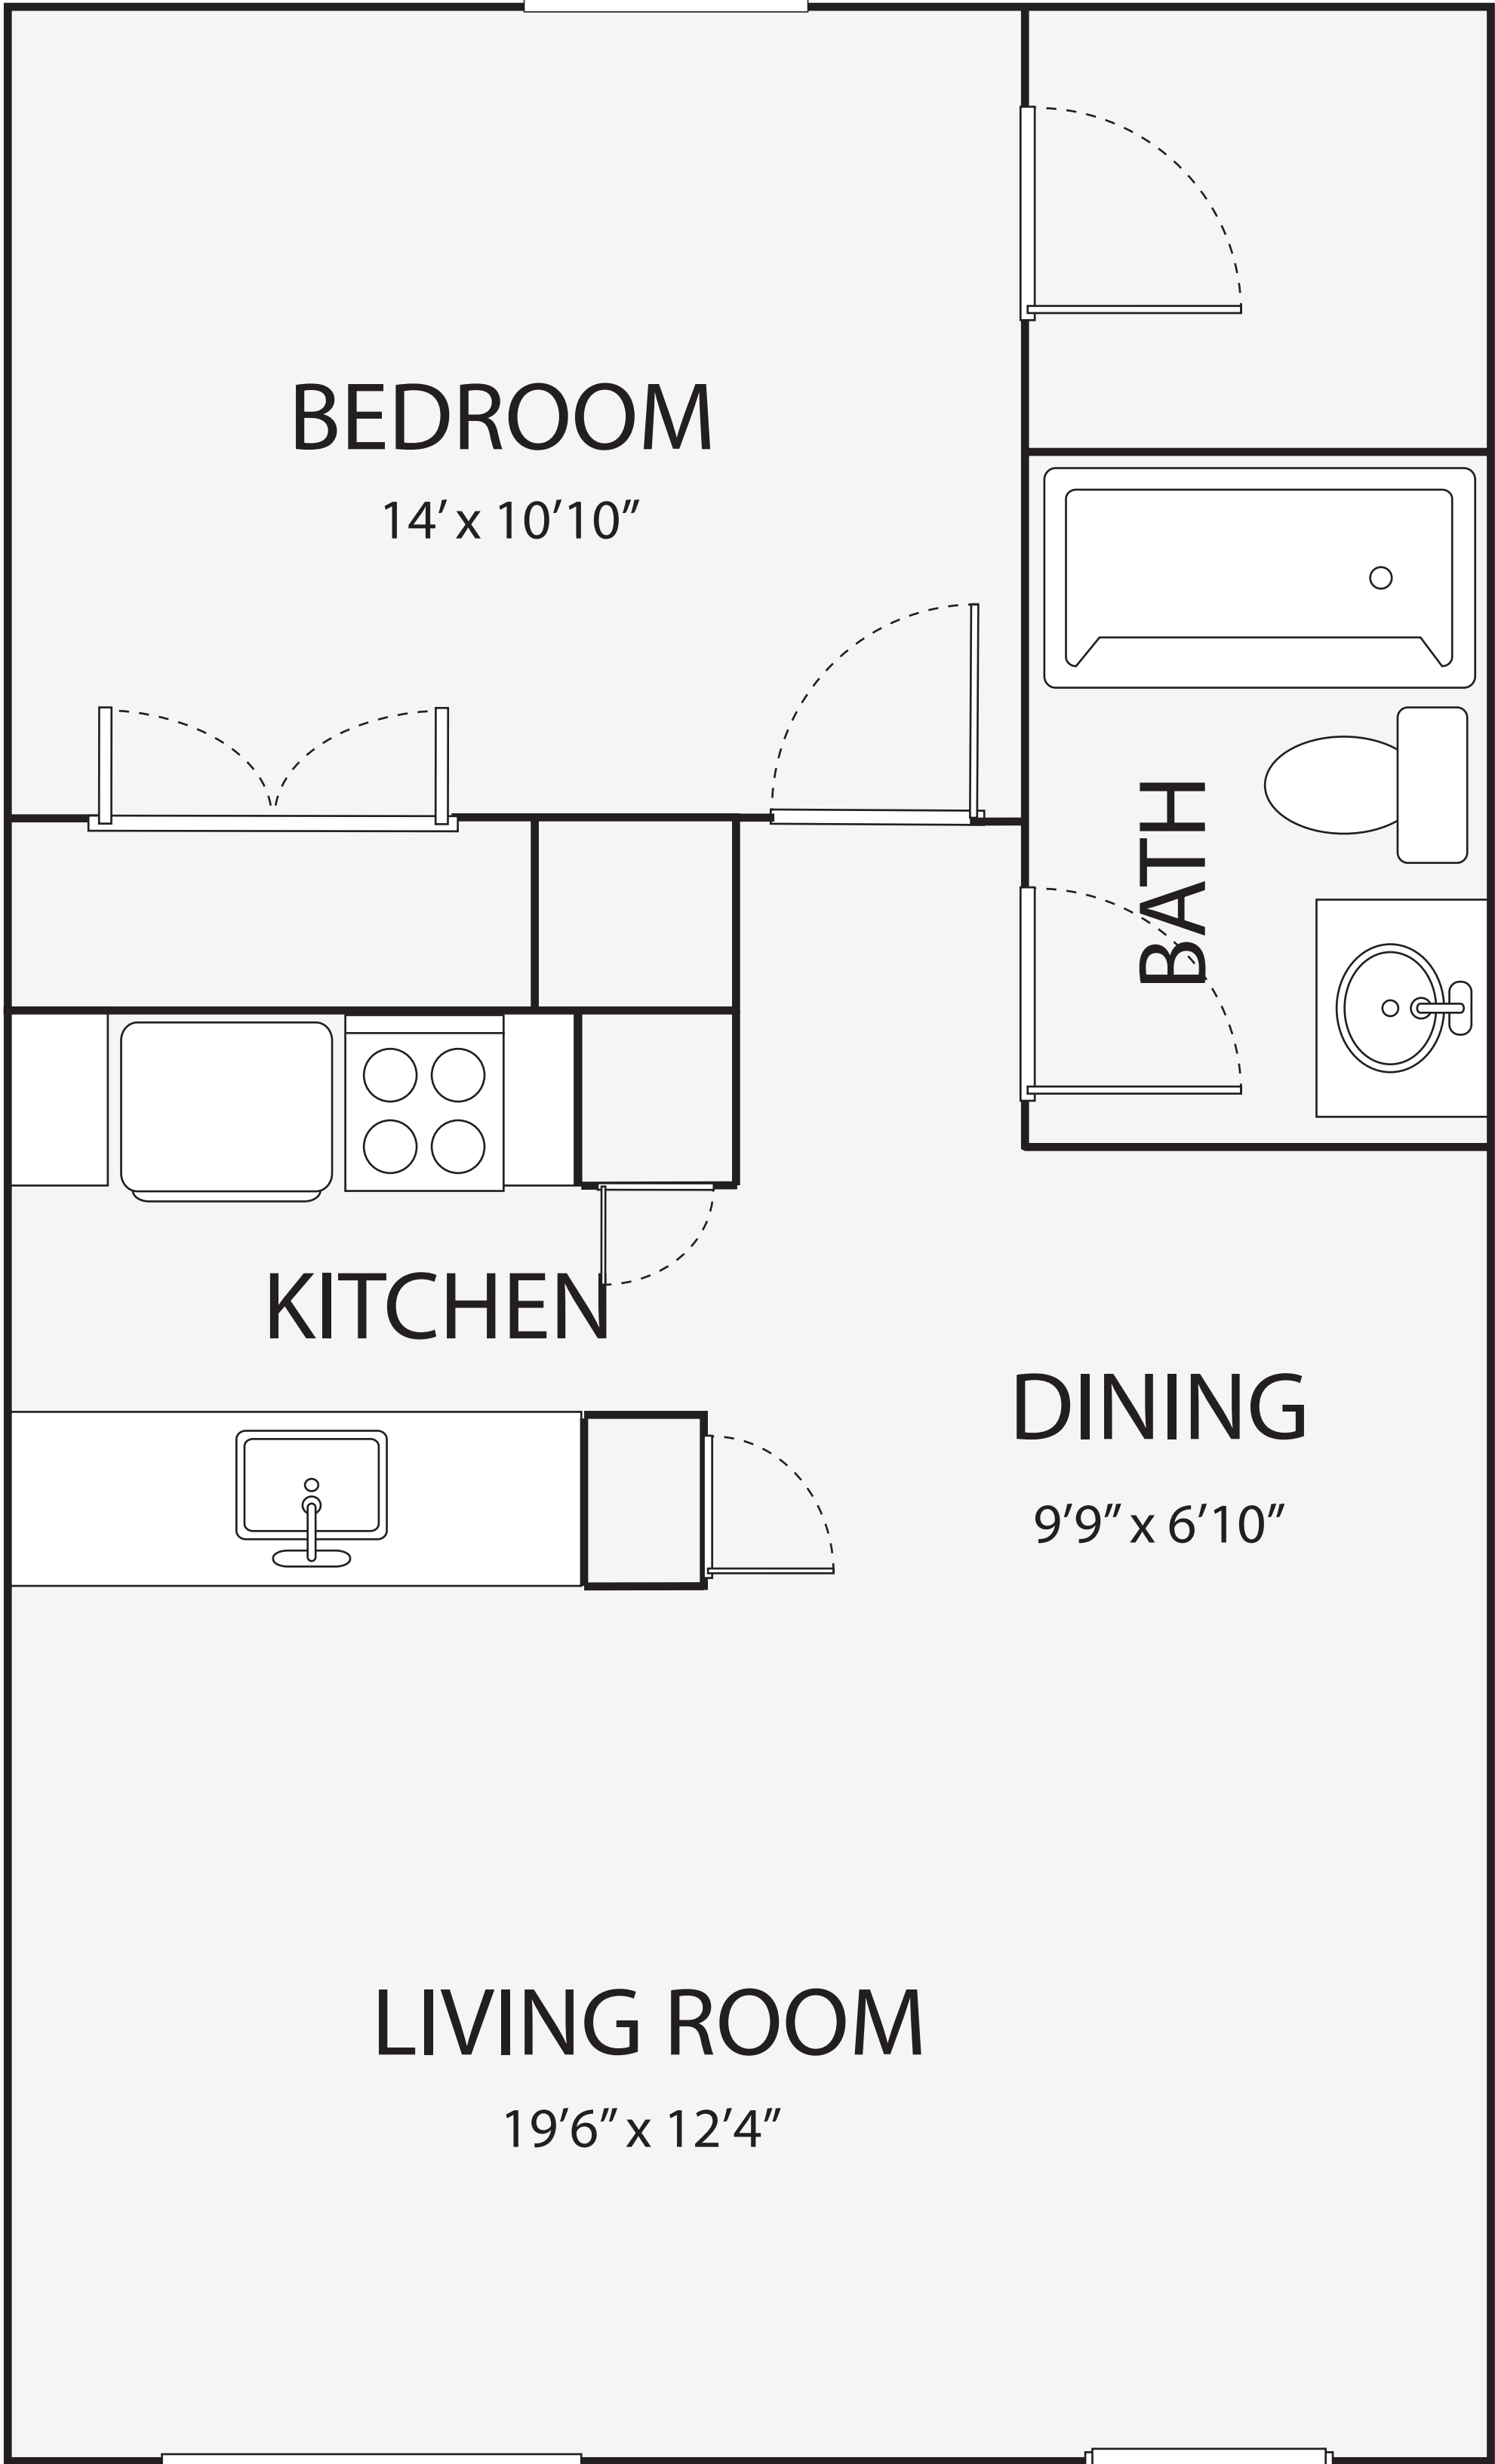 BEDROOM
14’ x 10’10”
BATH
KITCHEN
DINING
9’9” x 6’10”
LIVING ROOM
19’6” x 12’4”